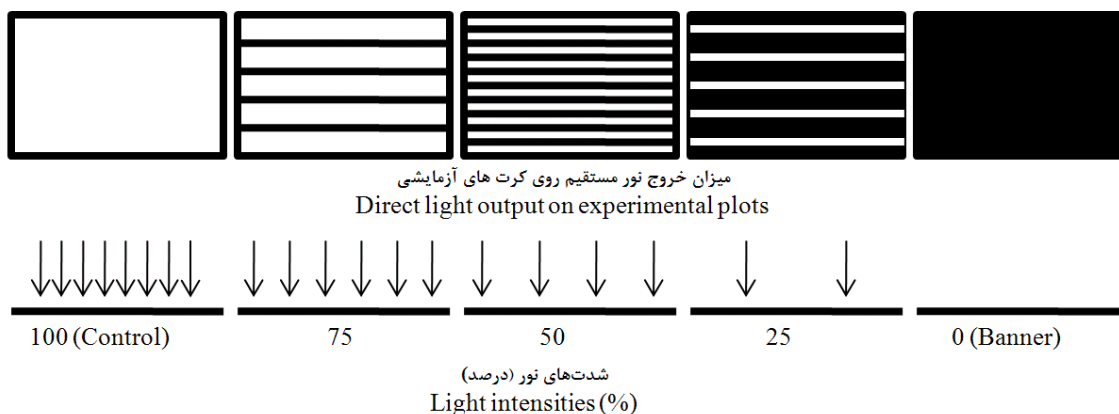 میزان خروج نور مستقیم روی کرت های آزمایشی
Direct light output on experimental plots
100 (Control) 75 50 25 0 (Banner)
شدت‌های نور (درصد)
Light intensities (%)